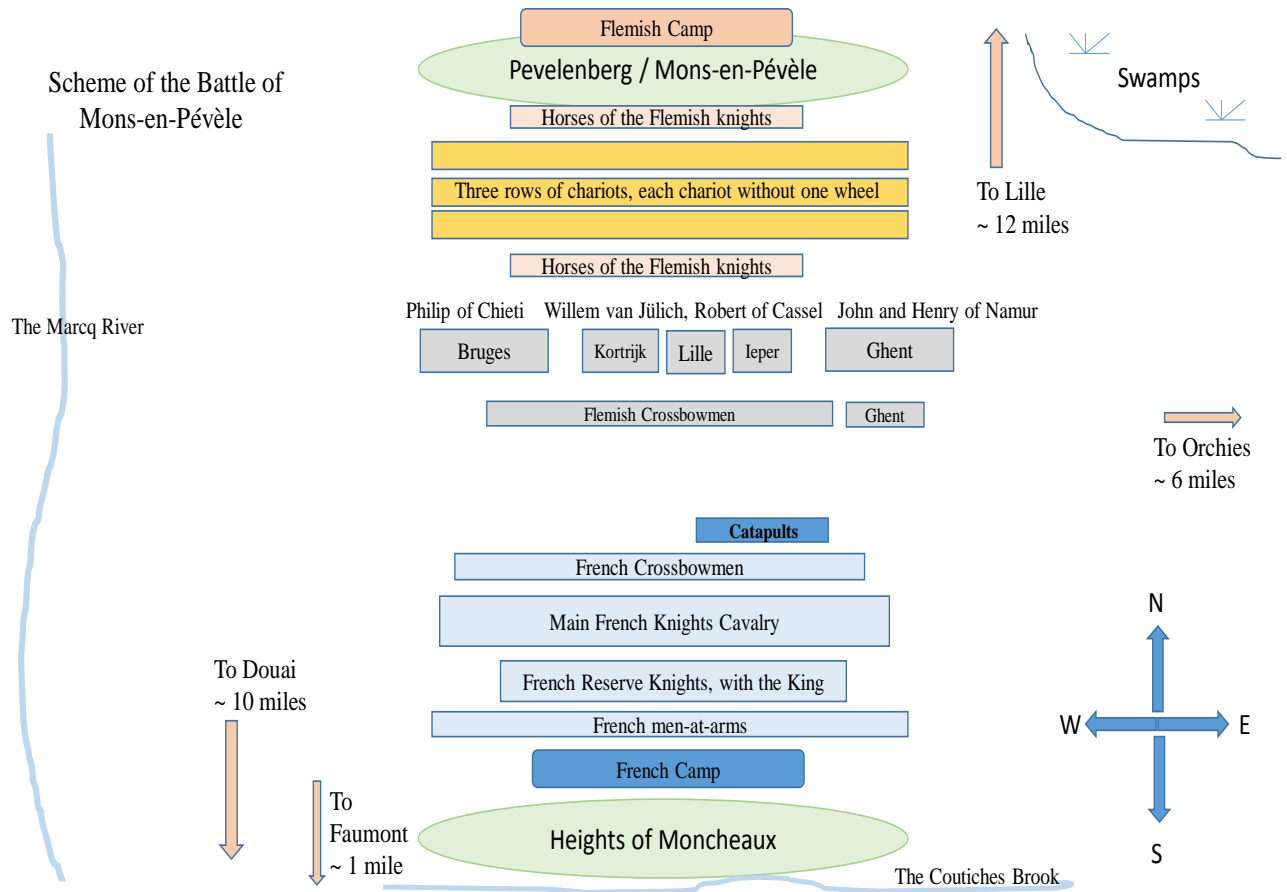 Scheme of the Battle of
Mons-en-Pévèle
Flemish Camp
Pevelenberg / Mons-en-Pévèle
Swamps
Horses of the Flemish knights
Three rows of chariots, each chariot without one wheel
To Lille
~ 12 miles
Horses of the Flemish knights
The Marcq River
Philip of Chieti
Willem van Jülich, Robert of Cassel
John and Henry of Namur
Bruges
Kortrijk
Lille
Ieper
Ghent
Flemish Crossbowmen
Ghent
To Orchies
~ 6 miles
Catapults
French Crossbowmen
Main French Knights Cavalry
French Reserve Knights, with the King
French men-at-arms
French Camp
To Douai
~ 10 miles
To
Faumont
~ 1 mile
Heights of Moncheaux
The Coutiches Brook
N
W
E
S